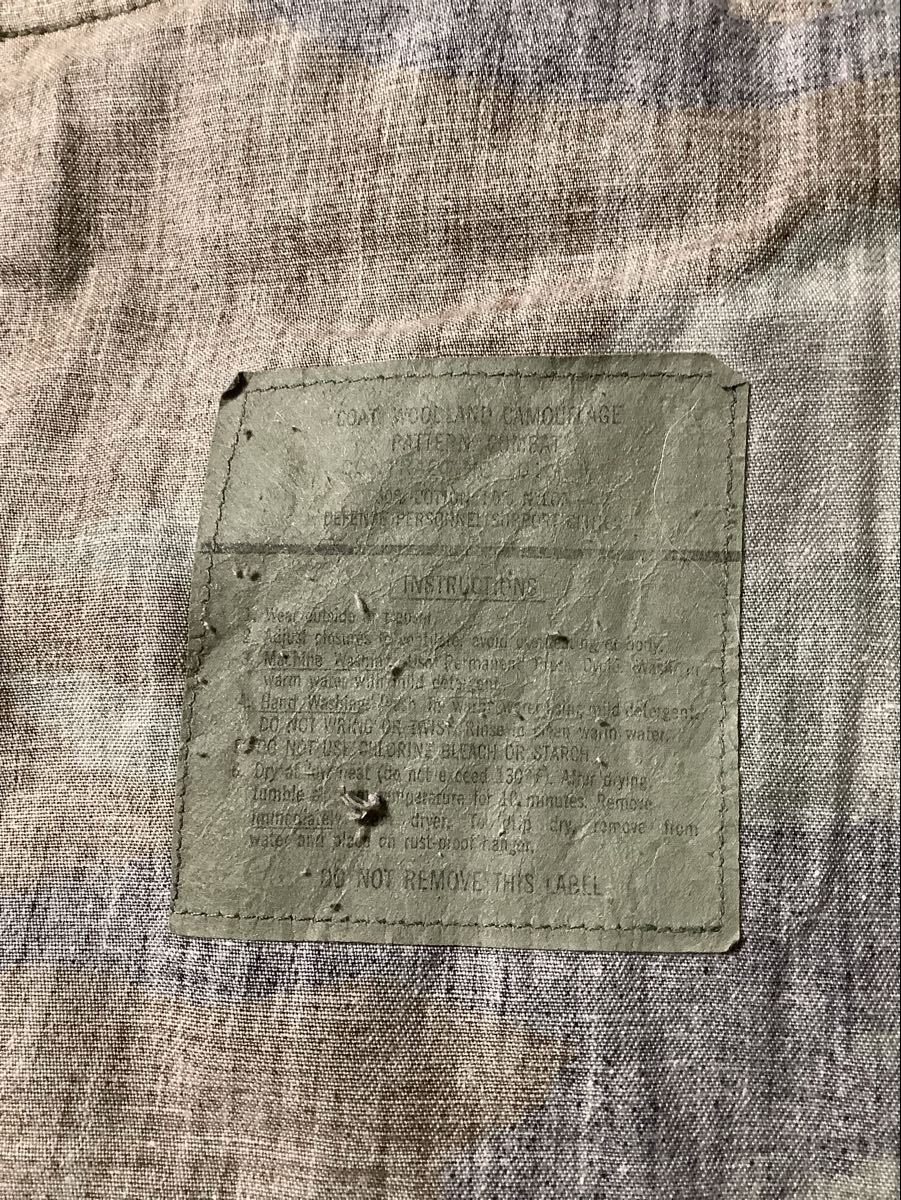 COAT, WOODLAND CAMOUFLAGE
PATTERN, COMBAT
50% COTTON 50% NYLON
DEFENSE PERSONNEL SUPPORT
INSTRUCTIONS
1. Wear outside of trousers.
2. Adjust closures to ventilate, avoid overheating of body.
3. Machine Washing: Use Permanent Press Cycle. Wash in
warm water with mild detergent.
4. Hand Washing: Wash in warm water using mild detergent.
DO NOT WRING OR TWIST. Rinse in clean warm water.
5. DO NOT USE CHLORINE BLEACH OR STARCH
6. Dry at low heat (do not exceed 130°F). After drying,
tumble temperature for 10 minutes. Remove
immediately dryer. To drip dry, remove from
water and place on rust-proof hanger.
DO NOT REMOVE THIS LABEL